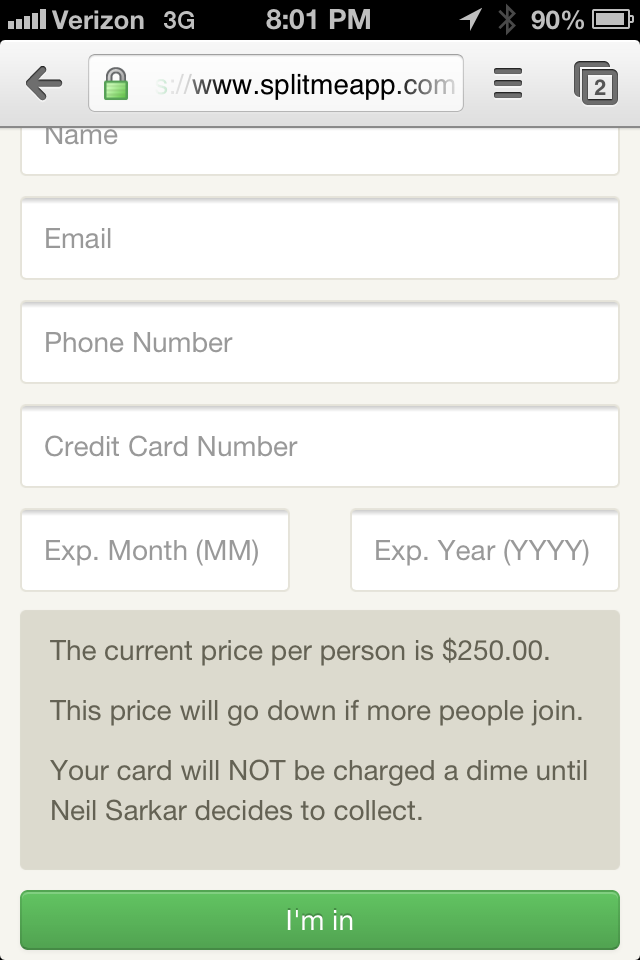 Verizon 3G 8:01 PM 90%
s://www.splitmeapp.com 2
Name
Email
Phone Number
Credit Card Number
Exp. Month (MM) Exp. Year (YYYY)
The current price per person is $250.00.
This price will go down if more people join.
Your card will NOT be charged a dime until
Neil Sarkar decides to collect.
I'm in